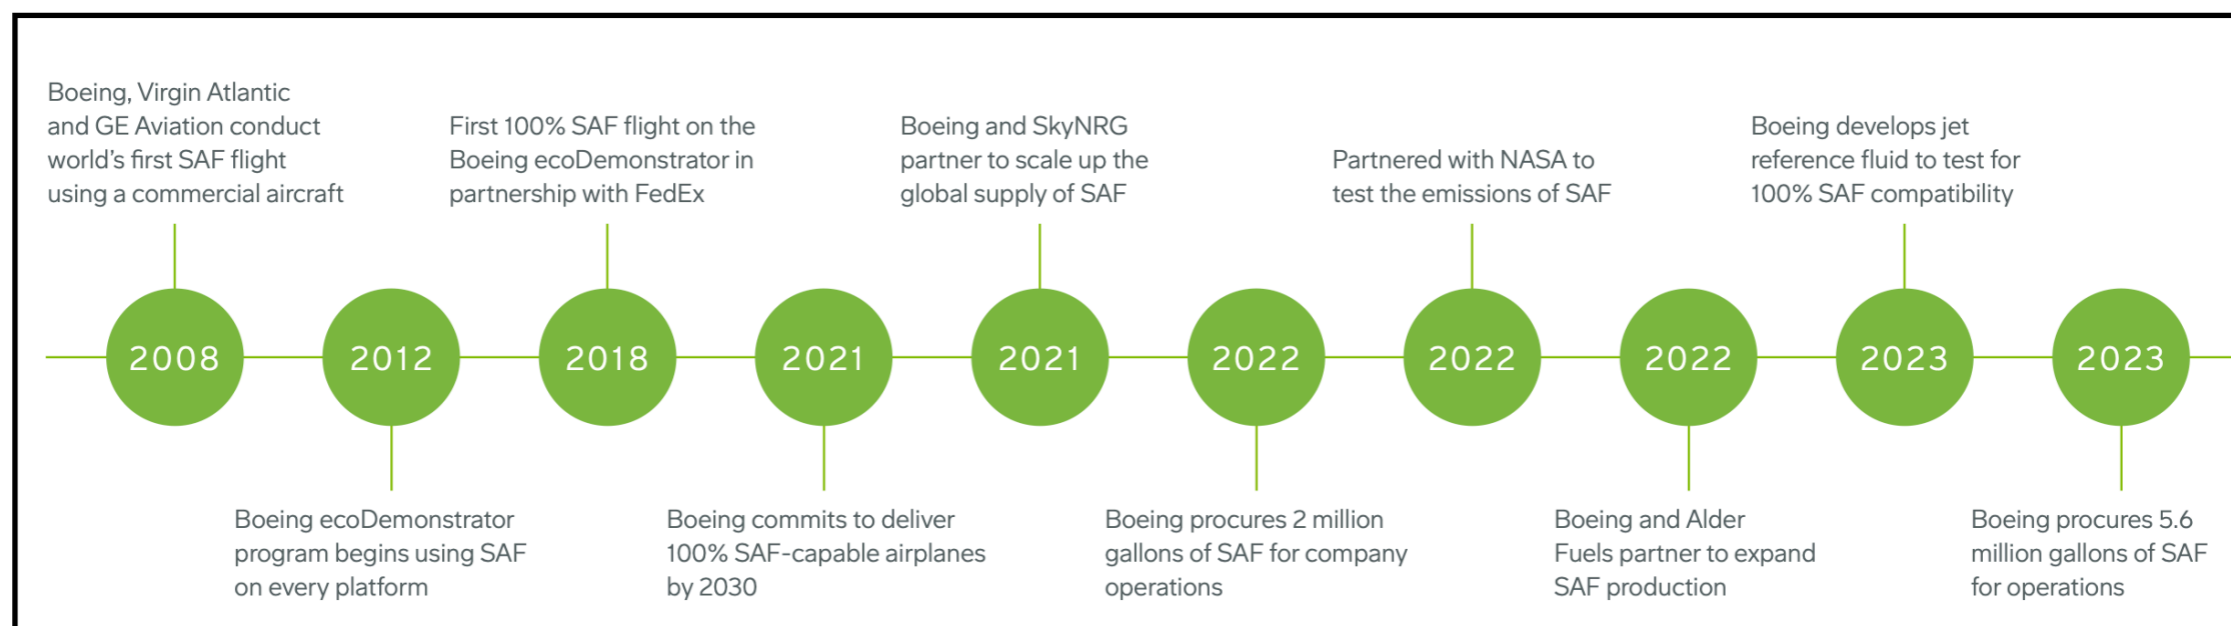 Boeing, Virgin Atlantic
and GE Aviation conduct
world's first SAF flight
using a commercial aircraft
First 100% SAF flight on the
Boeing ecoDemonstrator in
partnership with FedEx
Boeing and SkyNRG
partner to scale up the
global supply of SAF
Partnered with NASA to
test the emissions of SAF
Boeing develops jet
reference fluid to test for
100% SAF compatibility
2008
2012
2018
2021
2021
2022
2022
2022
2023
2023
Boeing ecoDemonstrator
program begins using SAF
on every platform
Boeing commits to deliver
100% SAF-capable airplanes
by 2030
Boeing procures 2 million
gallons of SAF for company
operations
Boeing and Alder
Fuels partner to expand
SAF production
Boeing procures 5.6
million gallons of SAF
for operations